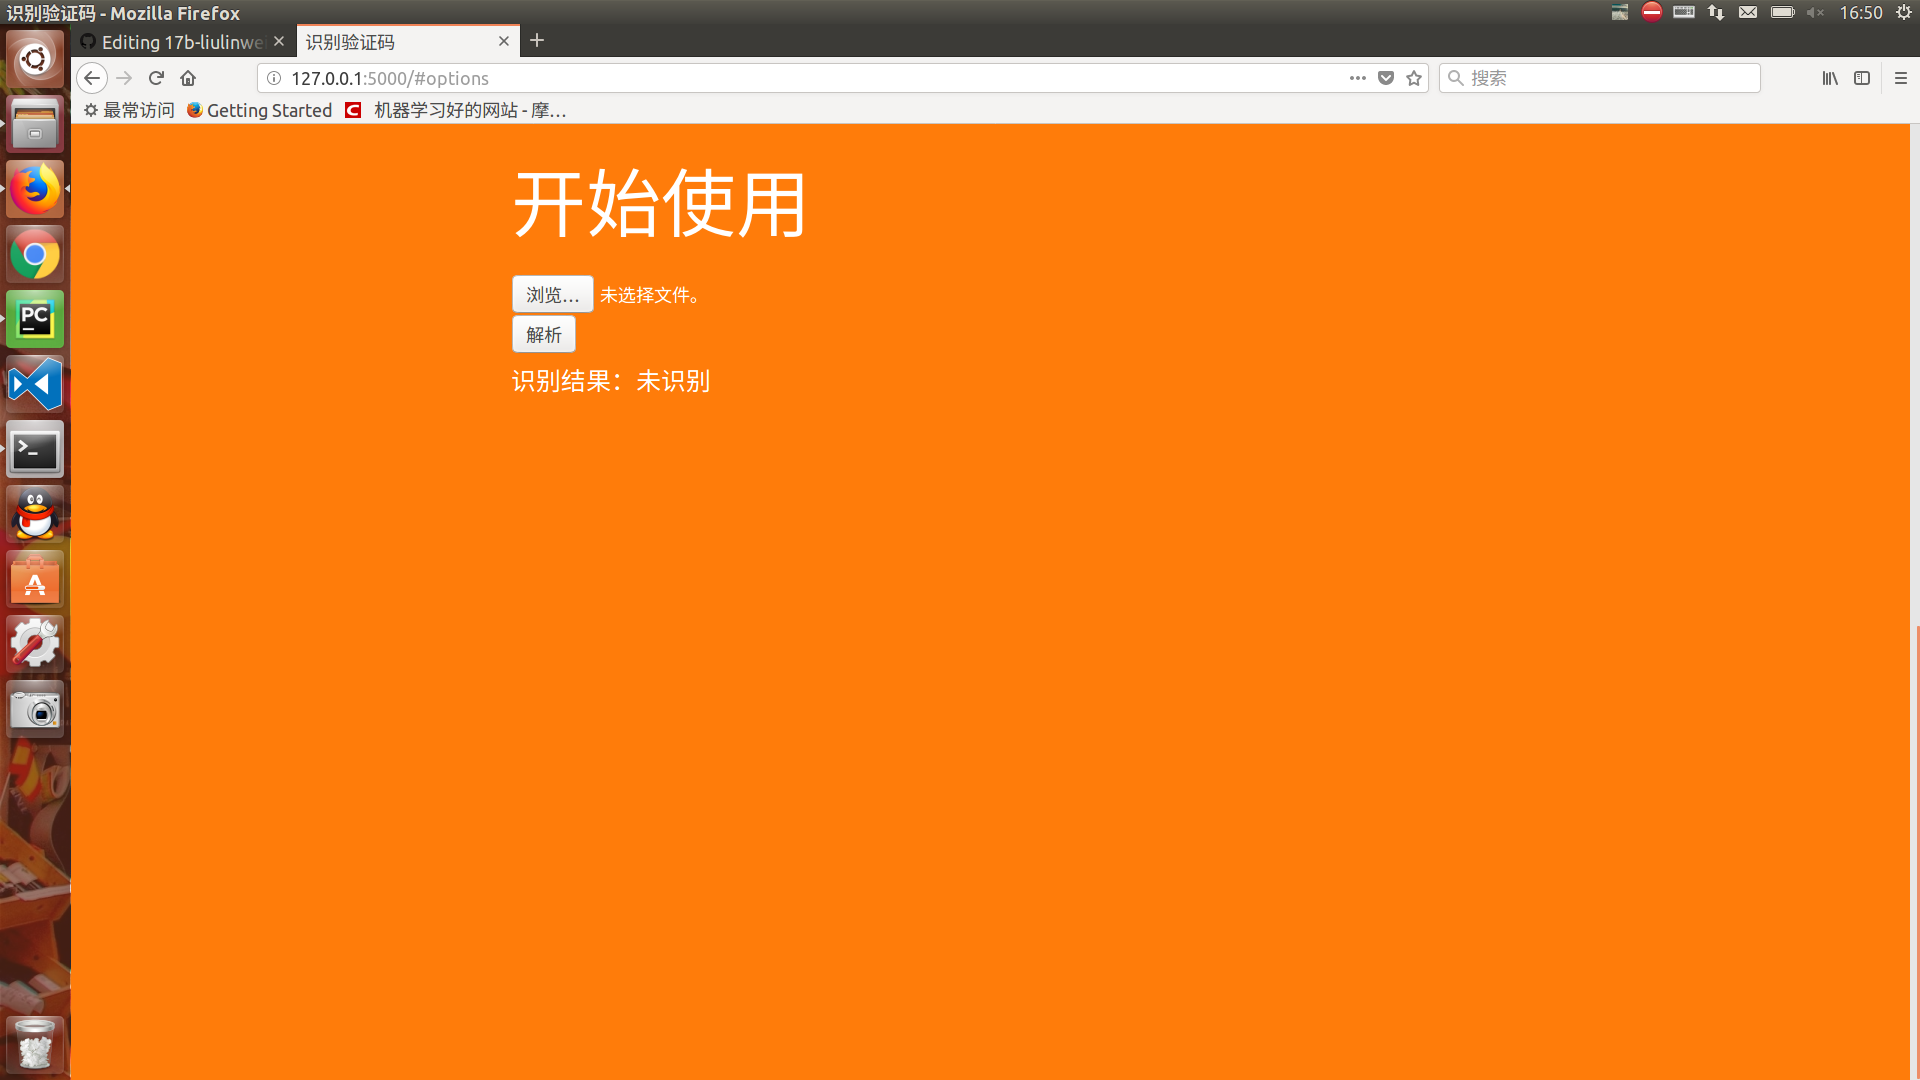 识别验证码 - Mozilla Firefox
16:50
Editing 17b-liulinwei
识别验证码
127.0.0.1:5000/#options
搜索
最常访问
Getting Started
机器学习好的网站 - 摩…
开始使用
浏览… 未选择文件。
解析
识别结果：未识别
PC